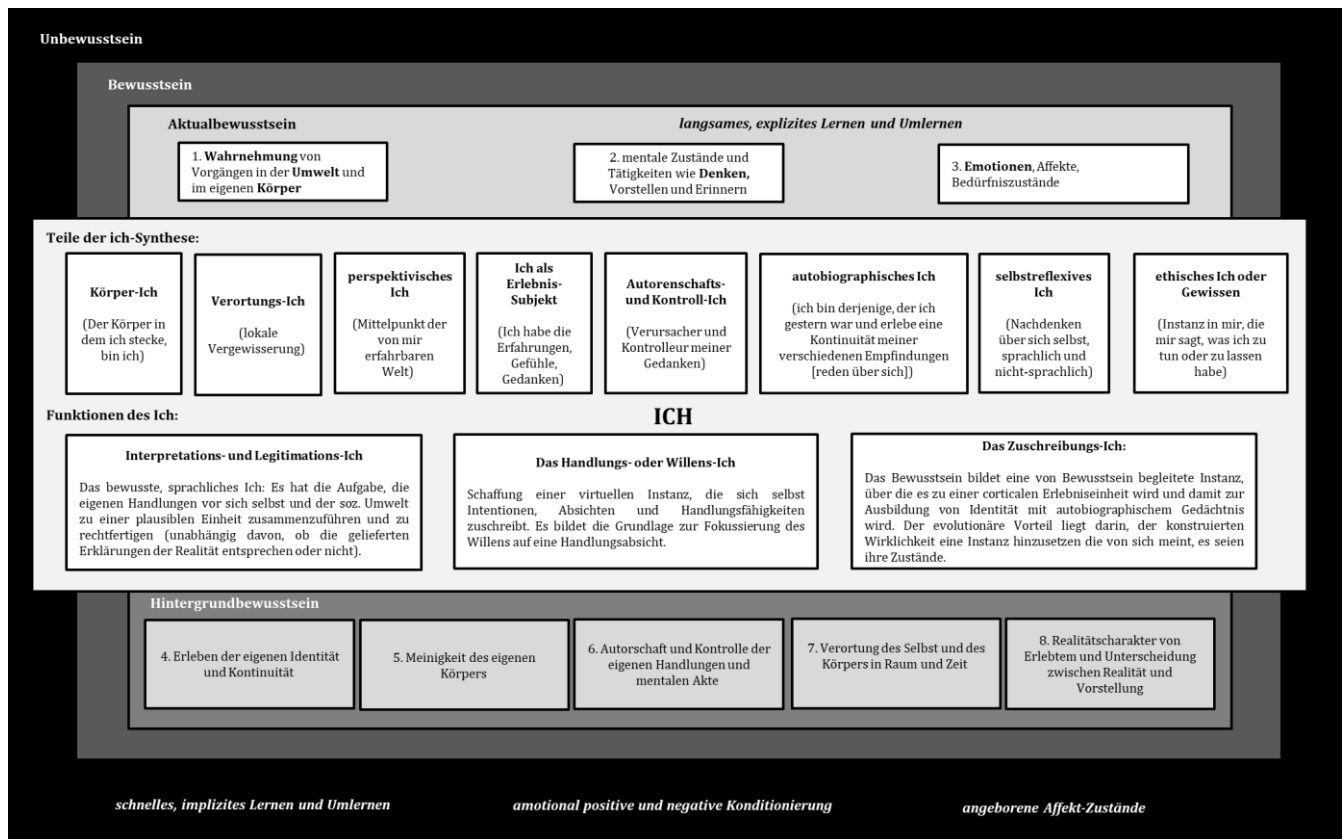 Unbewusstsein
Bewusstsein
Aktualbewusstsein
langsames, explizites Lernen und Umlernen
1. Wahrnehmung von
Vorgängen in der Umwelt und
im eigenen Körper
2. mentale Zustände und
Tätigkeiten wie Denken,
Vorstellen und Erinnern
3. Emotionen, Affekte,
Bedürfniszustände
Teile der ich-Synthese:
Körper-Ich
(Der Körper in
dem ich stecke,
bin ich)
Verortungs-Ich
(lokale
Vergewisserung)
perspektivisches
Ich
(Mittelpunkt der
von mir
erfahrbaren
Welt)
Ich als
Erlebnis-
Subjekt
(Ich habe die
Erfahrungen,
Gefühle,
Gedanken)
Autorenschafts-
und Kontroll-Ich
(Verursacher und
Kontrolleur meiner
Gedanken)
autobiographisches Ich
(ich bin derjenige, der ich
gestern war und erlebe eine
Kontinuität meiner
verschiedenen Empfindungen
[reden über sich])
selbstreflexives
Ich
(Nachdenken
über sich selbst,
sprachlich und
nicht-sprachlich)
ethisches Ich oder
Gewissen
(Instanz in mir, die
mir sagt, was ich zu
tun oder zu lassen
habe)
Funktionen des Ich:
ICH
Interpretations- und Legitimations-Ich
Das bewusste, sprachliches Ich: Es hat die Aufgabe, die
eigenen Handlungen vor sich selbst und der soz. Umwelt
zu einer plausiblen Einheit zusammenzuführen und zu
rechtfertigen (unabhängig davon, ob die gelieferten
Erklärungen der Realität entsprechen oder nicht).
Das Handlungs- oder Willens-Ich
Schaffung einer virtuellen Instanz, die sich selbst
Intentionen, Absichten und Handlungsfähigkeiten
zuschreibt. Es bildet die Grundlage zur Fokussierung des
Willens auf eine Handlungsabsicht.
Das Zuschreibungs-Ich:
Das Bewusstsein bildet eine von Bewusstsein begleitete Instanz,
über die es zu einer corticalen Erlebniseinheit wird und damit zur
Ausbildung von Identität mit autobiographischem Gedächtnis
wird. Der evolutionäre Vorteil liegt darin, der konstruierten
Wirklichkeit eine Instanz hinzusetzen die von sich meint, es seien
ihre Zustände.
Hintergrundbewusstsein
4. Erleben der eigenen Identität
und Kontinuität
5. Meinigkeit des eigenen
Körpers
6. Autorschaft und Kontrolle der
eigenen Handlungen und
mentalen Akte
7. Verortung des Selbst und des
Körpers in Raum und Zeit
8. Realitätscharakter von
Erlebtem und Unterscheidung
zwischen Realität und
Vorstellung
schnelles, implizites Lernen und Umlernen
amotional positive und negative Konditionierung
angeborene Affekt-Zustände